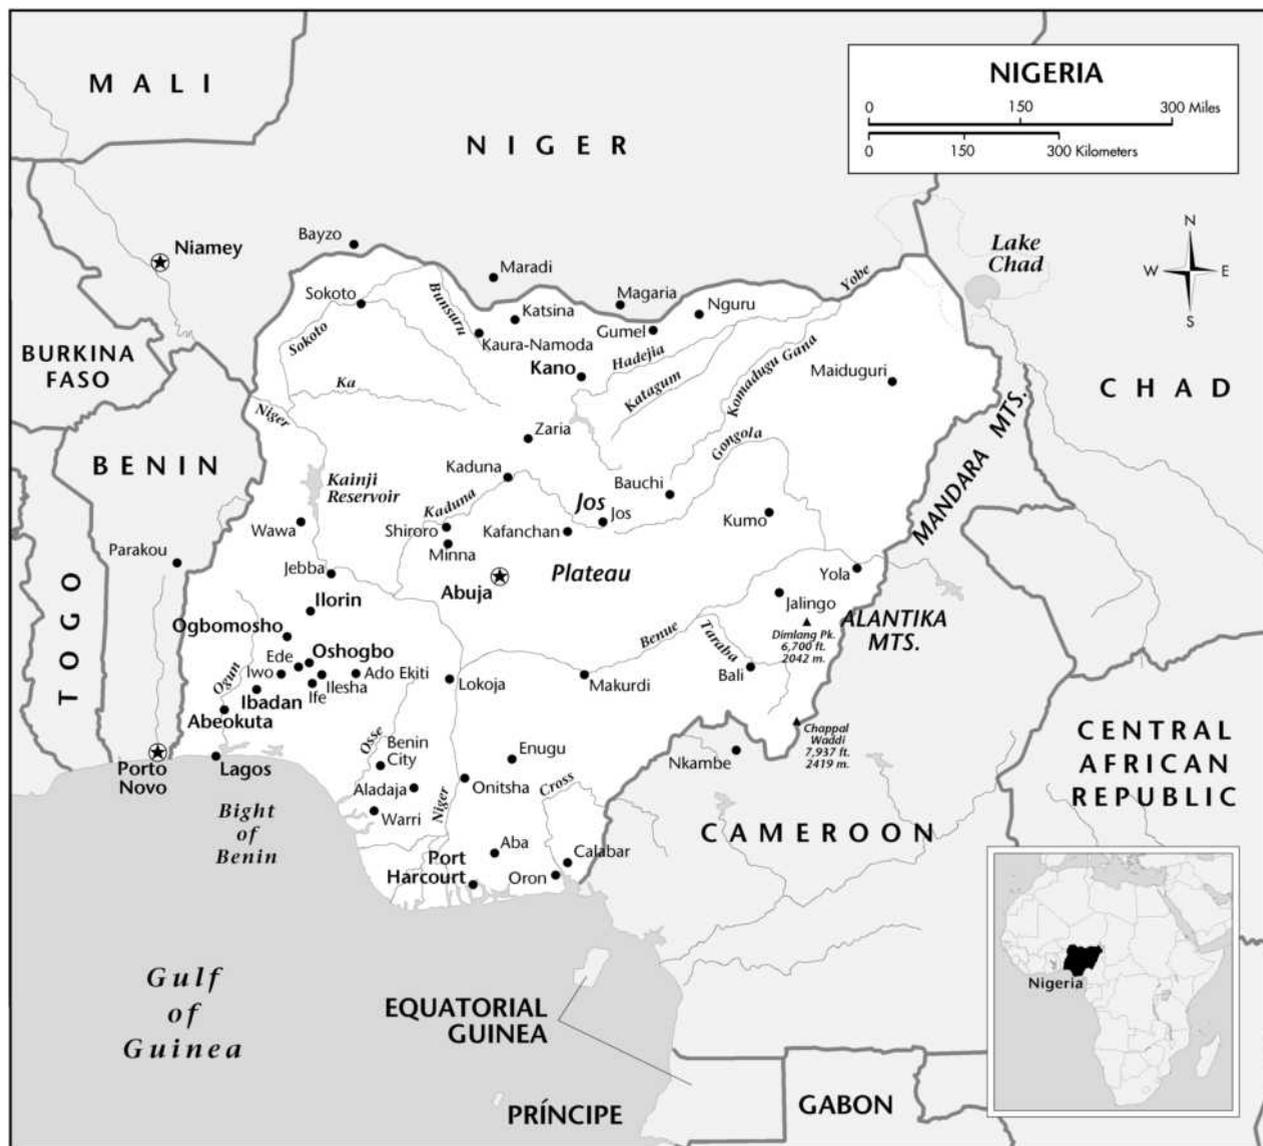 MALI
NIGERIA
0 150 300 Miles
0 150 300 Kilometers
NIGER
N
W E
S
Niamey
Bayzo
Maradi
Lake
Chad
Magaria
Yobe
Sokoto
Bunsuru
Katsina
Nguru
Gumel
Kaura-Namoda
Sokoto
Hadejia
BURKINA
FASO
Kano
Katagum
Komadugu Gana
Maiduguri
CHAD
Ka
Niger
Zaria
Gongola
MANDARA MTS.
BENIN
Kainji
Reservoir
Kaduna
Kaduna
Bauchi
Jos
Jos
Kumo
Wawa
Shiroro
Kafanchan
Minna
Parakou
Jebba
Abuja
Plateau
Yola
TOGO
Ilorin
Jalingo
ALANTIKA
MTS.
Ogbomosho
Benue
Taraba
Dimlang Pk.
6,700 ft.
2042 m.
Oshogbo
Ede
Iwo
Ogun
Ado Ekiti
Ilesha
Ife
Ibadan
Lokoja
Makurdi
Bali
Abeokuta
Osse
Benin
City
Enugu
Nkambe
Chappal
Waddi
7,937 ft.
2419 m.
CENTRAL
AFRICAN
REPUBLIC
Porto
Novo
Lagos
Aladaja
Onitsha
Cross
Niger
Warri
Bight
of
Benin
CAMEROON
Aba
Calabar
Port
Harcourt
Oron
Gulf
of
Guinea
EQUATORIAL
GUINEA
Nigeria
PRÍNCIPE
GABON